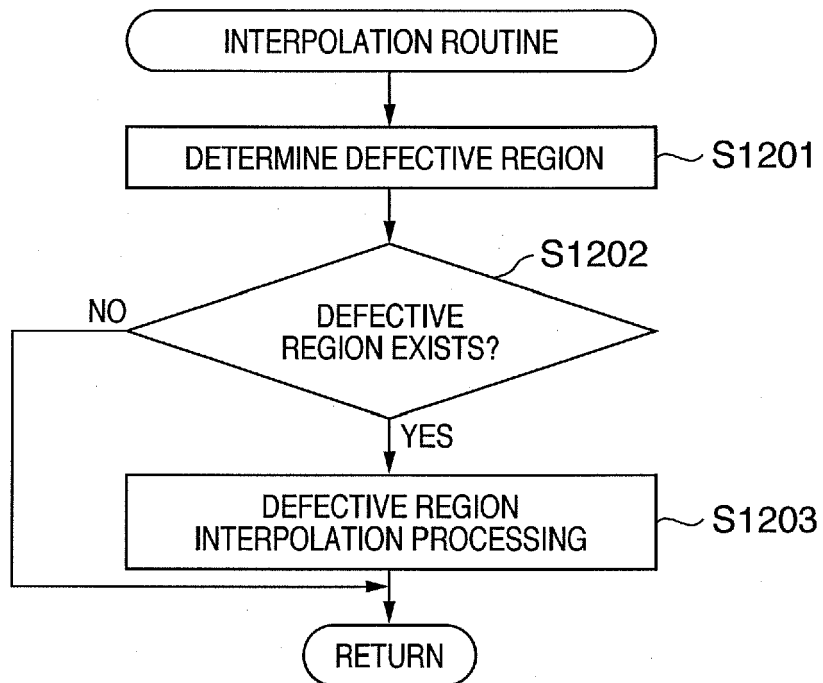 INTERPOLATION ROUTINE
DETERMINE DEFECTIVE REGION
S1201
S1202
NO
DEFECTIVE
REGION EXISTS?
YES
DEFECTIVE REGION
INTERPOLATION PROCESSING
S1203
RETURN